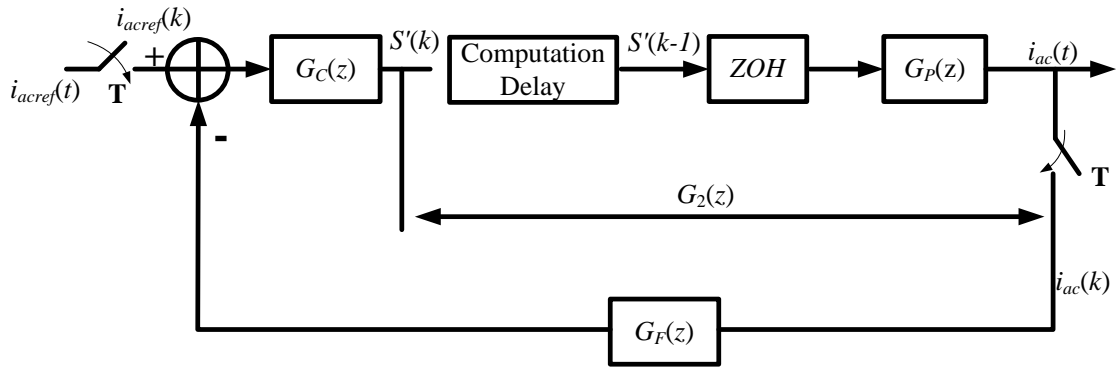 i_acref(k)
i_acref(t)
T
+
-
G_C(z)
S'(k)
Computation
Delay
S'(k-1)
ZOH
G_P(z)
i_ac(t)
T
G_2(z)
i_ac(k)
G_F(z)